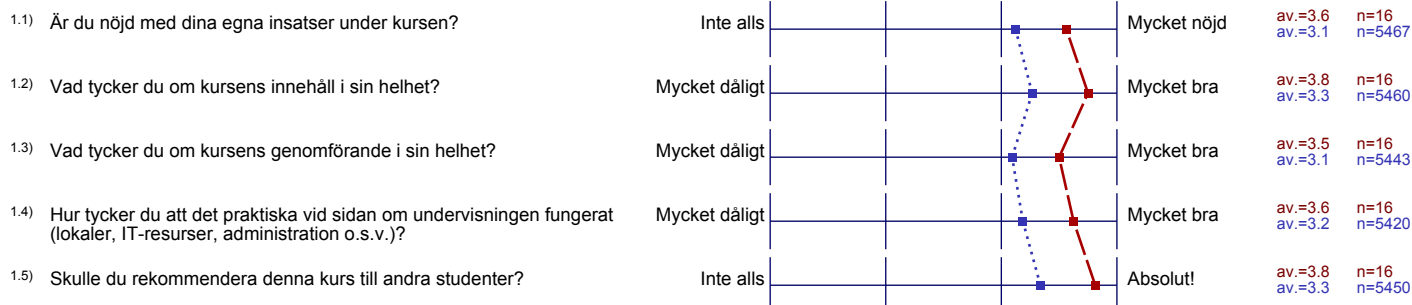 1.1) Är du nöjd med dina egna insatser under kursen? Inte alls Mycket nöjd av.=3.6 n=16
av.=3.1 n=5467
1.2) Vad tycker du om kursens innehåll i sin helhet? Mycket dåligt Mycket bra av.=3.8 n=16
av.=3.3 n=5460
1.3) Vad tycker du om kursens genomförande i sin helhet? Mycket dåligt Mycket bra av.=3.5 n=16
av.=3.1 n=5443
1.4) Hur tycker du att det praktiska vid sidan om undervisningen fungerat Mycket dåligt Mycket bra av.=3.6 n=16
(lokaler, IT-resurser, administration o.s.v.)? av.=3.2 n=5420
1.5) Skulle du rekommendera denna kurs till andra studenter? Inte alls Absolut! av.=3.8 n=16
av.=3.3 n=5450